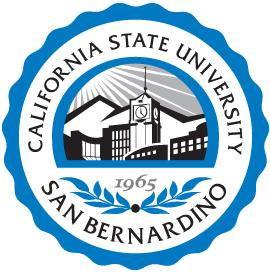 CALIFORNIA STATE UNIVERSITY
1965
SAN BERNARDINO